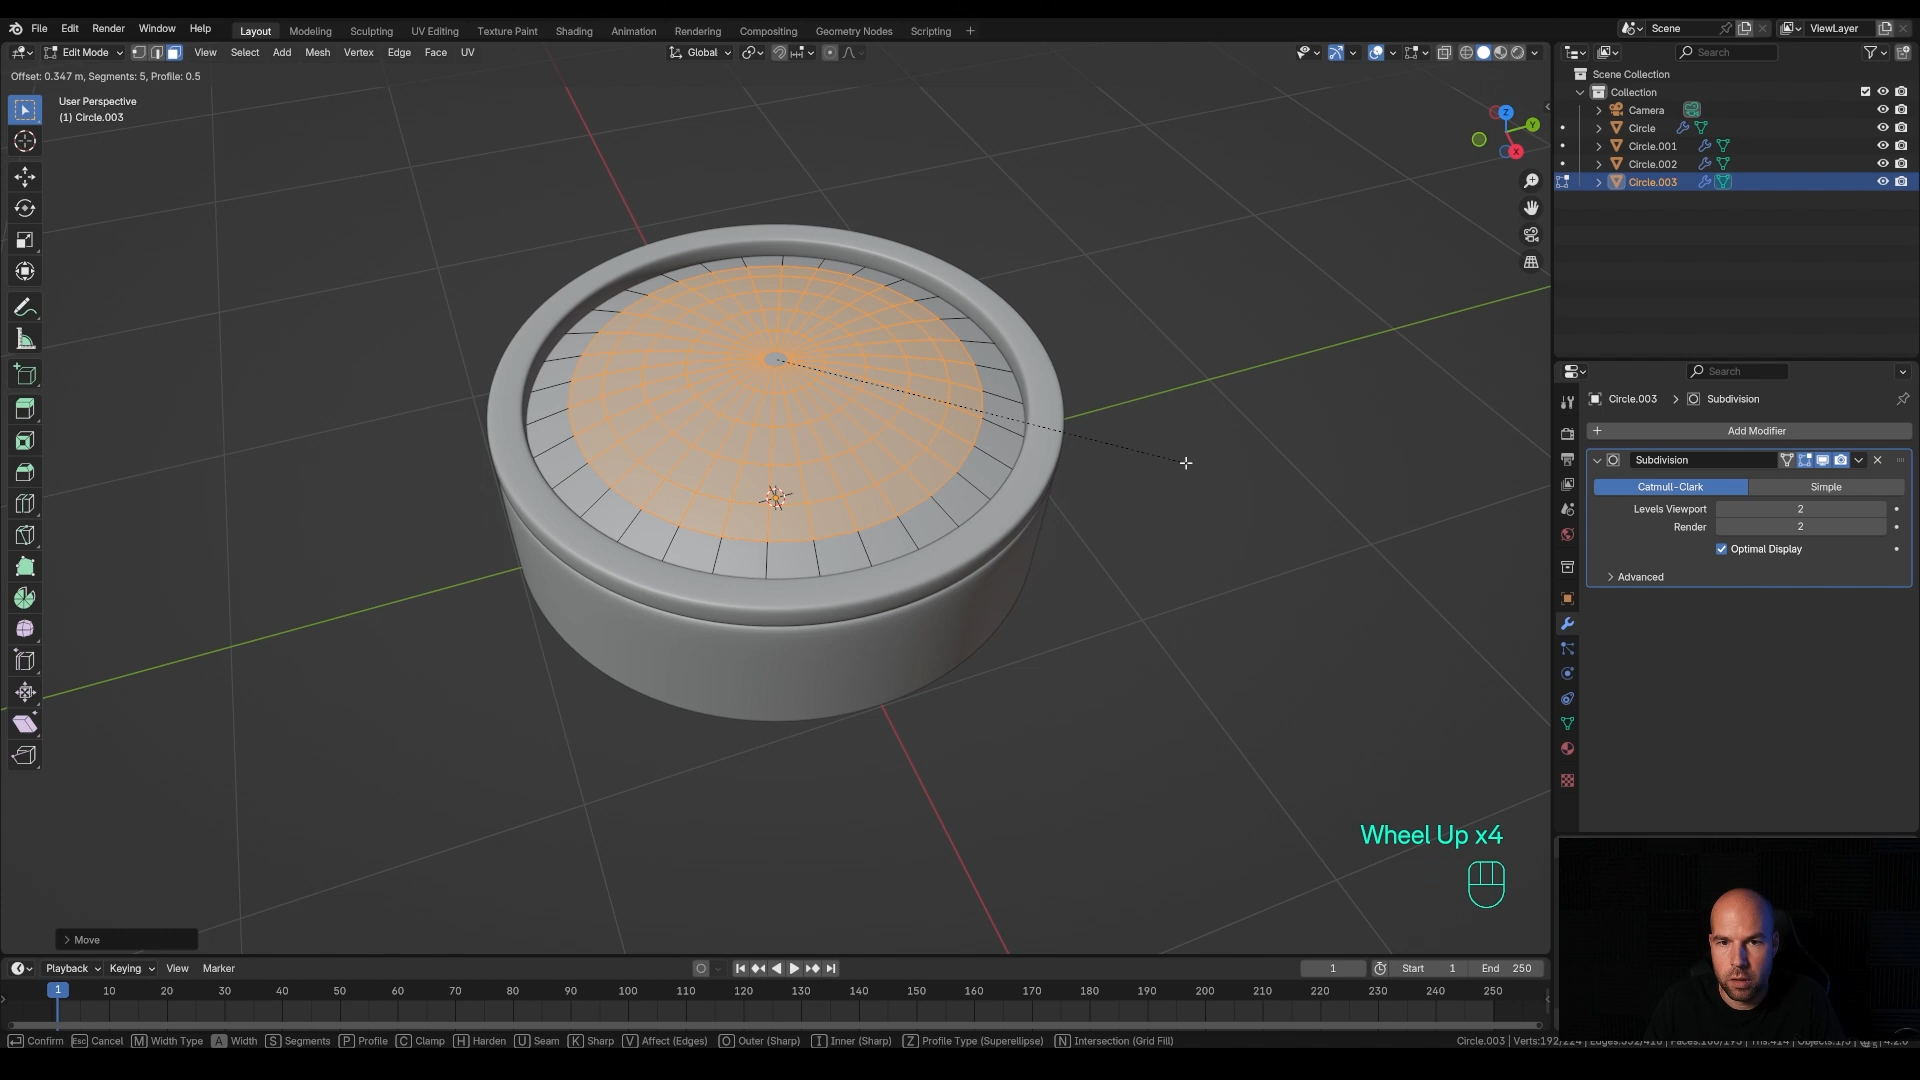 File Edit Render Window Help Layout Modeling Sculpting UV Editing Texture Paint Shading Animation Rendering Compositing Geometry Nodes Scripting + Scene ViewLayer
Edit Mode View Select Add Mesh Vertex Edge Face UV Global Search
Offset: 0.347 m, Segments: 5, Profile: 0.5
User Perspective
(1) Circle.003
Z
Y
X
Scene Collection
Collection
Camera
Circle
Circle.001
Circle.002
Circle.003
Search
Circle.003 > Subdivision
+ Add Modifier
Subdivision
Catmull-Clark Simple
Levels Viewport 2
Render 2
Optimal Display
Advanced
Wheel Up x4
Move
Playback Keying View Marker 1 Start 1 End 250
1 10 20 30 40 50 60 70 80 90 100 110 120 130 140 150 160 170 180 190 200 210 220 230 240 250
Confirm Esc Cancel M Width Type A Width S Segments P Profile C Clamp H Harden U Seam K Sharp V Affect (Edges) O Outer (Sharp) I Inner (Sharp) Z Profile Type (Superellipse) N Intersection (Grid Fill) Circle.003